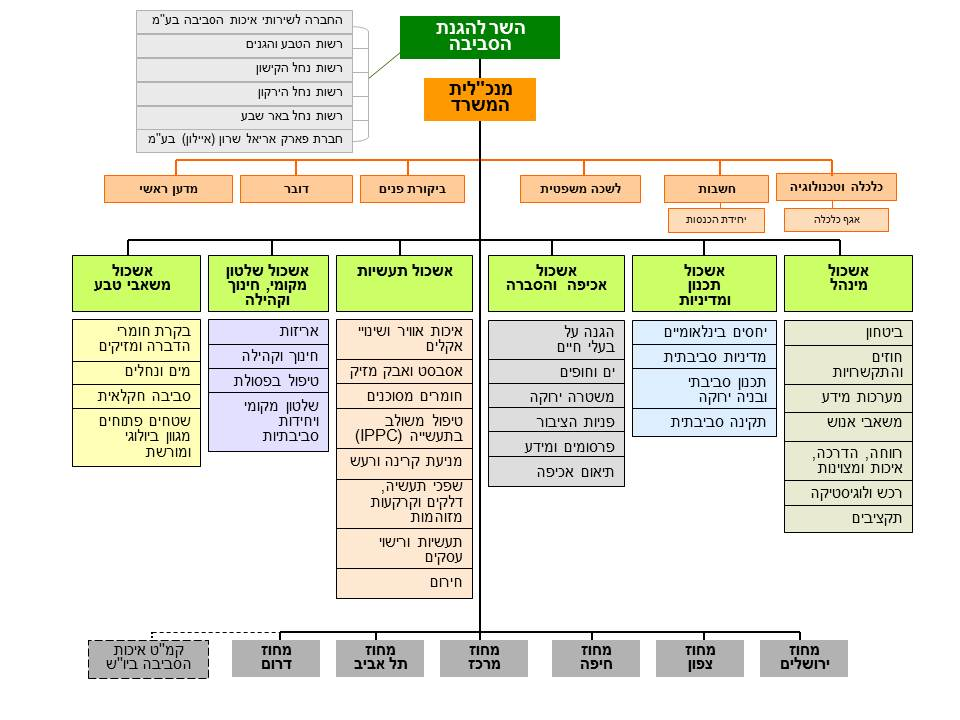 השר להגנת
הסביבה
מנכ"לית
המשרד
החברה לשירותי איכות הסביבה בע"מ
רשות הטבע והגנים
רשות נחל הקישון
רשות נחל הירקון
רשות נחל באר שבע
חברת פארק אריאל שרון (איילון) בע"מ
כלכלה וטכנולוגיה
חשבות
לשכה משפטית
ביקורת פנים
דובר
מדען ראשי
אגף כלכלה
יחידת הכנסות
אשכול
מינהל
ביטחון
חוזים
והתקשרויות
מערכות מידע
משאבי אנוש
רווחה, הדרכה,
איכות ומצוינות
רכש ולוגיסטיקה
תקציבים
אשכול
תכנון
ומדיניות
יחסים בינלאומיים
מדיניות סביבתית
תכנון סביבתי
ובניה ירוקה
תקינה סביבתית
אשכול
אכיפה והסברה
הגנה על
בעלי חיים
ים וחופים
משטרה ירוקה
פניות הציבור
פרסומים ומידע
תיאום אכיפה
אשכול תעשיות
איכות אוויר ושינויי
אקלים
אסבסט ואבק מזיק
חומרים מסוכנים
טיפול משולב
בתעשייה (IPPC)
מניעת קרינה ורעש
שפכי תעשיה,
דלקים וקרקעות
מזוהמות
תעשיות ורישוי
עסקים
חירום
אשכול שלטון
מקומי, חינוך
וקהילה
אריזות
חינוך וקהילה
טיפול בפסולת
שלטון מקומי
ויחידות
סביבתיות
אשכול
משאבי טבע
בקרת חומרי
הדברה ומזיקים
מים ונחלים
סביבה חקלאית
שטחים פתוחים
מגוון ביולוגי
ומורשת
מחוז
ירושלים
מחוז
צפון
מחוז
חיפה
מחוז
מרכז
מחוז
תל אביב
מחוז
דרום
קמ"ט איכות
הסביבה ביו"ש